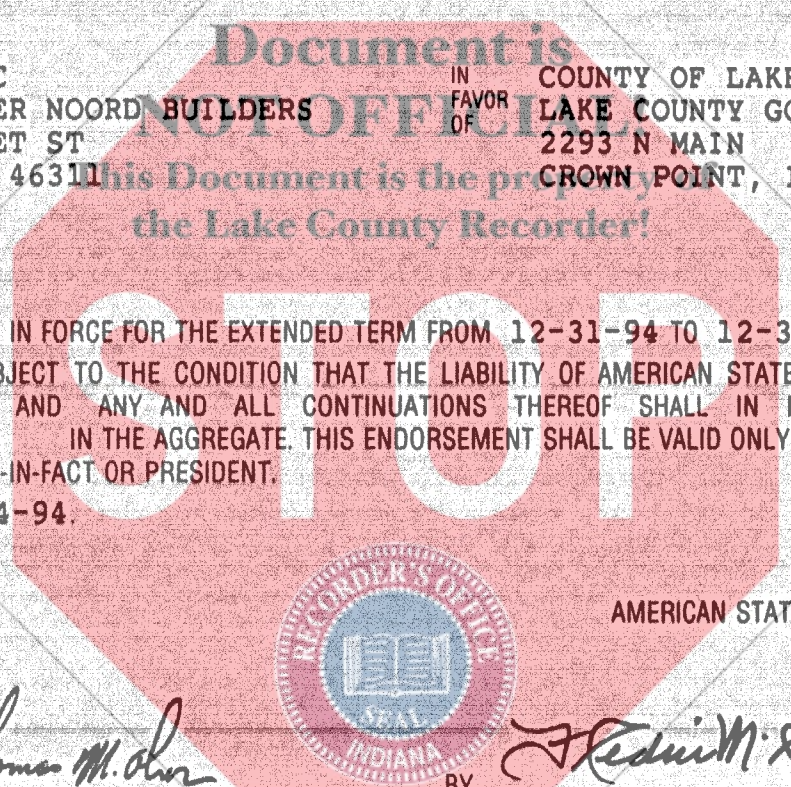 Document is
NOT OFFICIAL!
This Document is the property of
the Lake County Recorder!
STOP
C
ER NOORD BUILDERS
ET ST
46311
IN
FAVOR
OF
COUNTY OF LAKE
LAKE COUNTY GO
2293 N MAIN
CROWN POINT, I
IN FORCE FOR THE EXTENDED TERM FROM 12-31-94 TO 12-3
BJECT TO THE CONDITION THAT THE LIABILITY OF AMERICAN STATE
AND ANY AND ALL CONTINUATIONS THEREOF SHALL IN
IN THE AGGREGATE. THIS ENDORSEMENT SHALL BE VALID ONLY
-IN-FACT OR PRESIDENT.
4-94.
RECORDER'S OFFICE
SEAL
INDIANA
AMERICAN STAT
BY